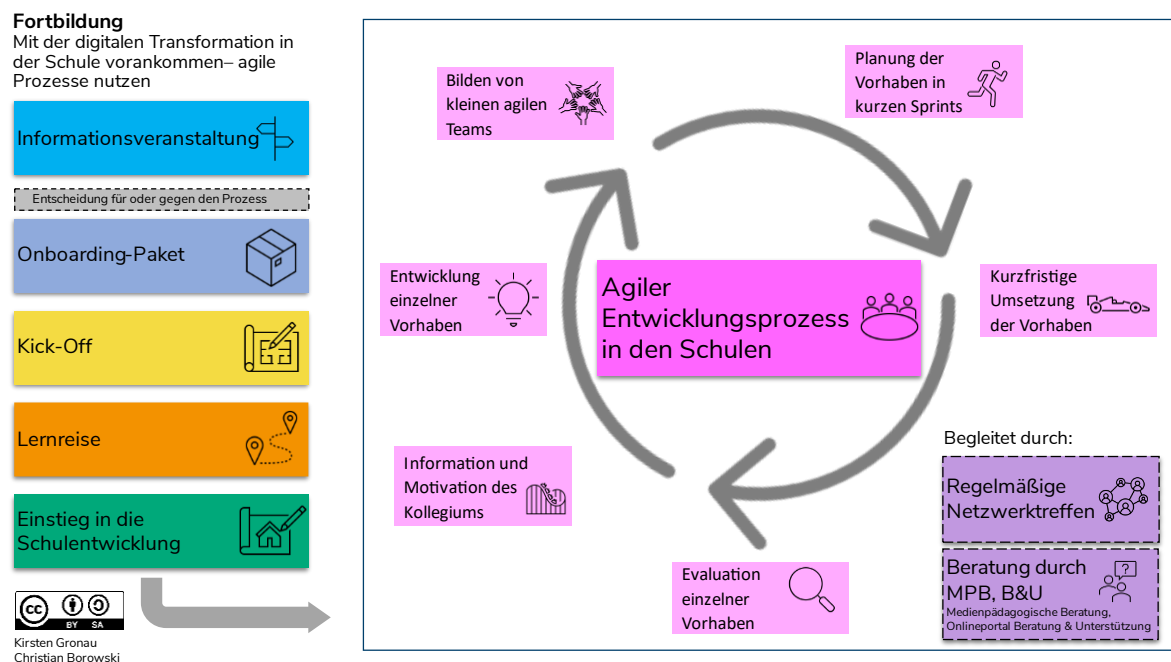 Fortbildung
Mit der digitalen Transformation in
der Schule vorankommen– agile
Prozesse nutzen
Informationsveranstaltung
Entscheidung für oder gegen den Prozess
Onboarding-Paket
Kick-Off
Lernreise
Einstieg in die
Schulentwicklung
cc
BY SA
Kirsten Gronau
Christian Borowski
Bilden von
kleinen agilen
Teams
Planung der
Vorhaben in
kurzen Sprints
Entwicklung
einzelner
Vorhaben
Agiler
Entwicklungsprozess
in den Schulen
Kurzfristige
Umsetzung
der Vorhaben
Information und
Motivation des
Kollegiums
Evaluation
einzelner
Vorhaben
Begleitet durch:
Regelmäßige
Netzwerktreffen
Beratung durch
MPB, B&U
?
Medienpädagogische Beratung,
Onlineportal Beratung & Unterstützung